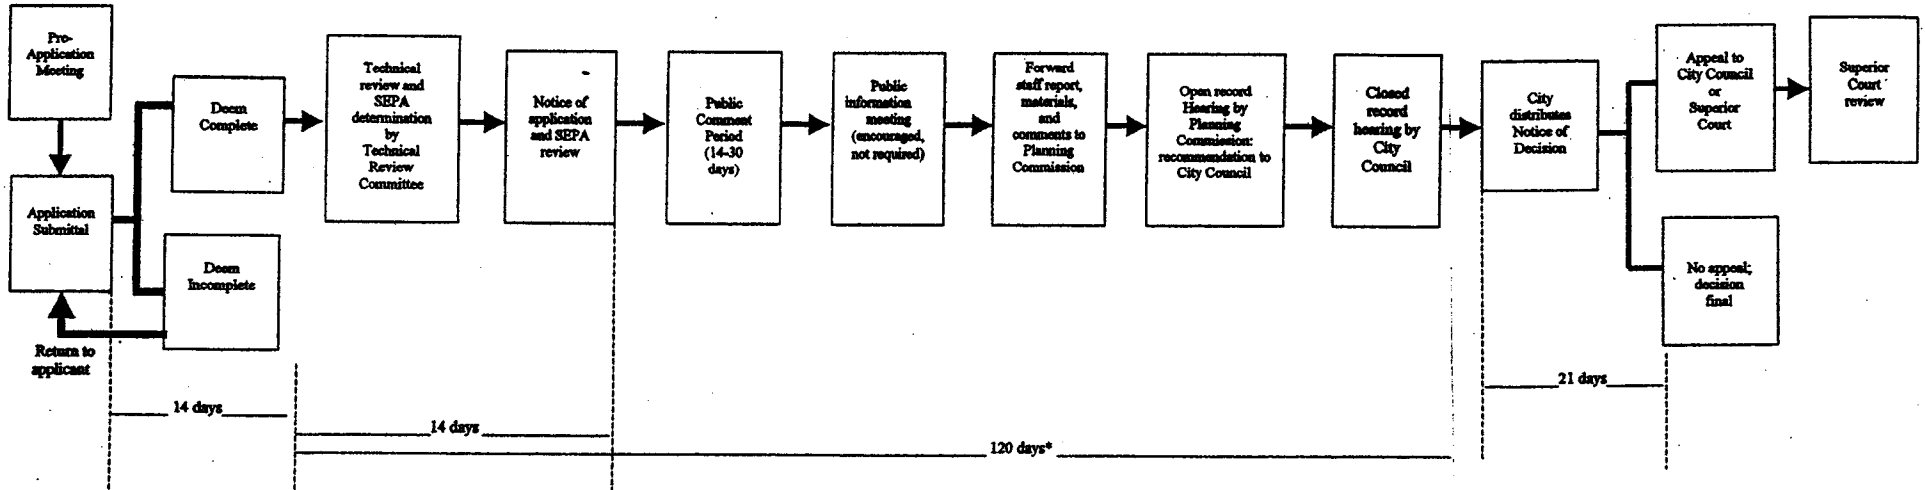 Pre-
Application
Meeting
Application
Submittal
Return to
applicant
Deem
Complete
Deem
Incomplete
Technical
review and
SEPA
determination
by
Technical
Review
Committee
Notice of
application
and SEPA
review
Public
Comment
Period
(14-30
days)
Public
information
meeting
(encouraged,
not required)
Forward
staff report,
materials,
and
comments to
Planning
Commission
Open record
Hearing by
Planning
Commission:
recommendation to
City Council
Closed
record
hearing by
City
Council
City
distributes
Notice of
Decision
Appeal to
City Council
or
Superior
Court
Superior
Court
review
No appeal;
decision
final
14 days
14 days
120 days*
21 days